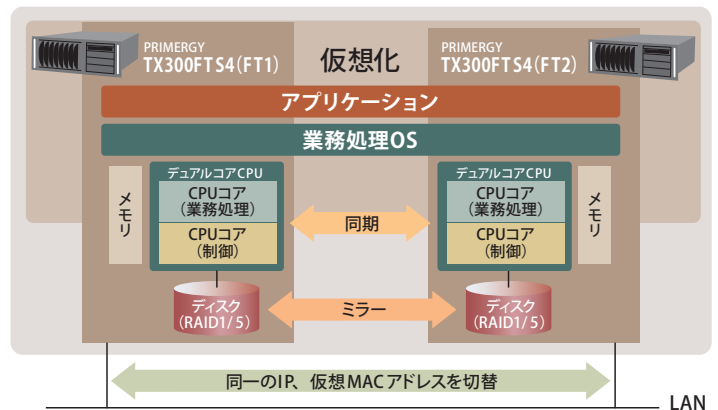 PRIMERGY
TX300FTS4(FT1)
仮想化
PRIMERGY
TX300FTS4(FT2)
アプリケーション
業務処理OS
メモリ
デュアルコアCPU
CPUコア
(業務処理)
CPUコア
(制御)
同期
デュアルコアCPU
CPUコア
(業務処理)
CPUコア
(制御)
メモリ
ディスク
(RAID1/5)
ミラー
ディスク
(RAID1/5)
同一のIP、仮想MACアドレスを切替
LAN